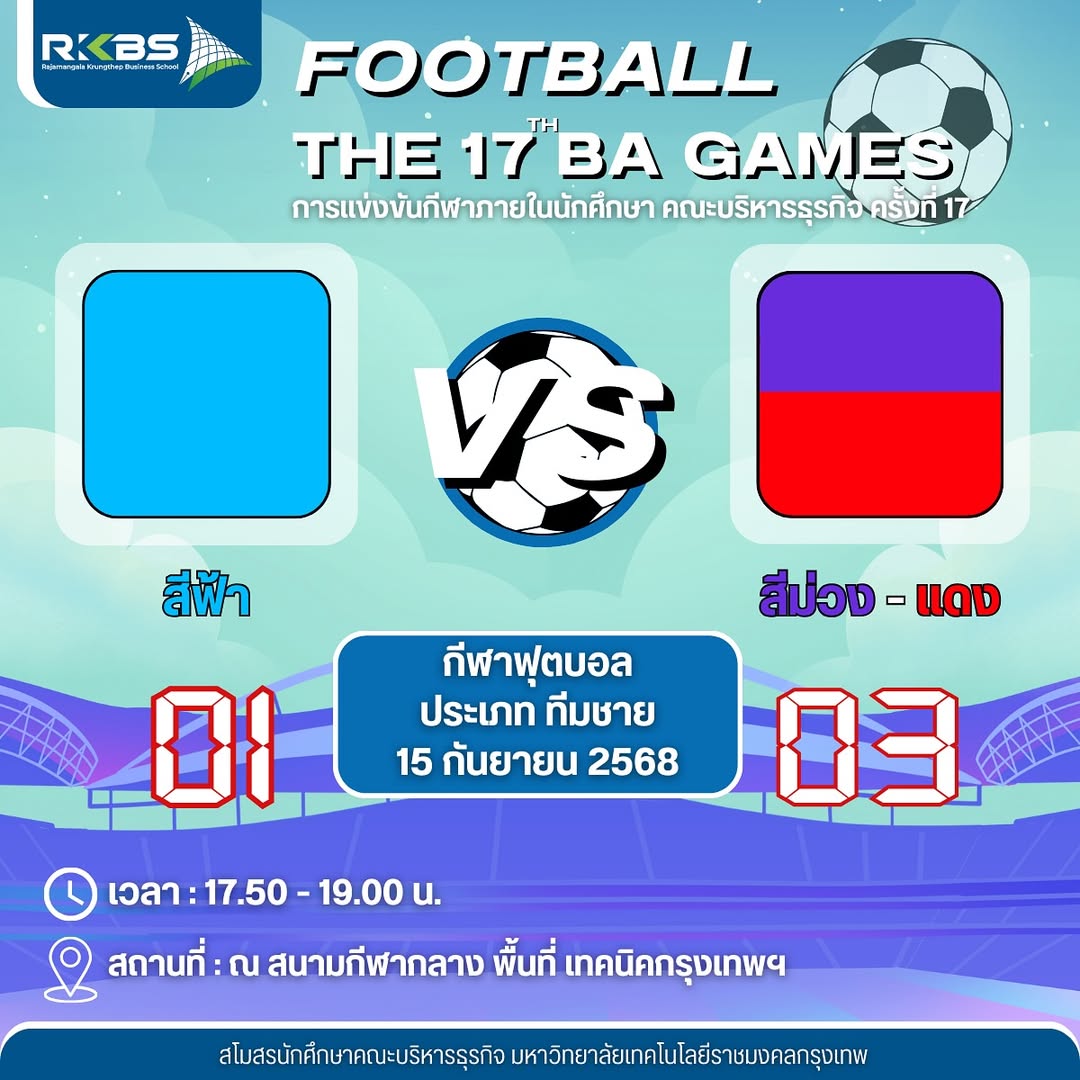 RKBS
Rajamangala Krungthep Business School
FOOTBALL
THE 17TH BA GAMES
การแข่งขันกีฬาภายในนักศึกษา คณะบริหารธุรกิจ ครั้งที่ 17
VS
สีฟ้า
สีม่วง - แดง
กีฬาฟุตบอล
ประเภท ทีมชาย
15 กันยายน 2568
01
03
เวลา : 17.50 - 19.00 น.
สถานที่ : ณ สนามกีฬากลาง พื้นที่ เทคนิคกรุงเทพฯ
สโมสรนักศึกษาคณะบริหารธุรกิจ มหาวิทยาลัยเทคโนโลยีราชมงคลกรุงเทพ